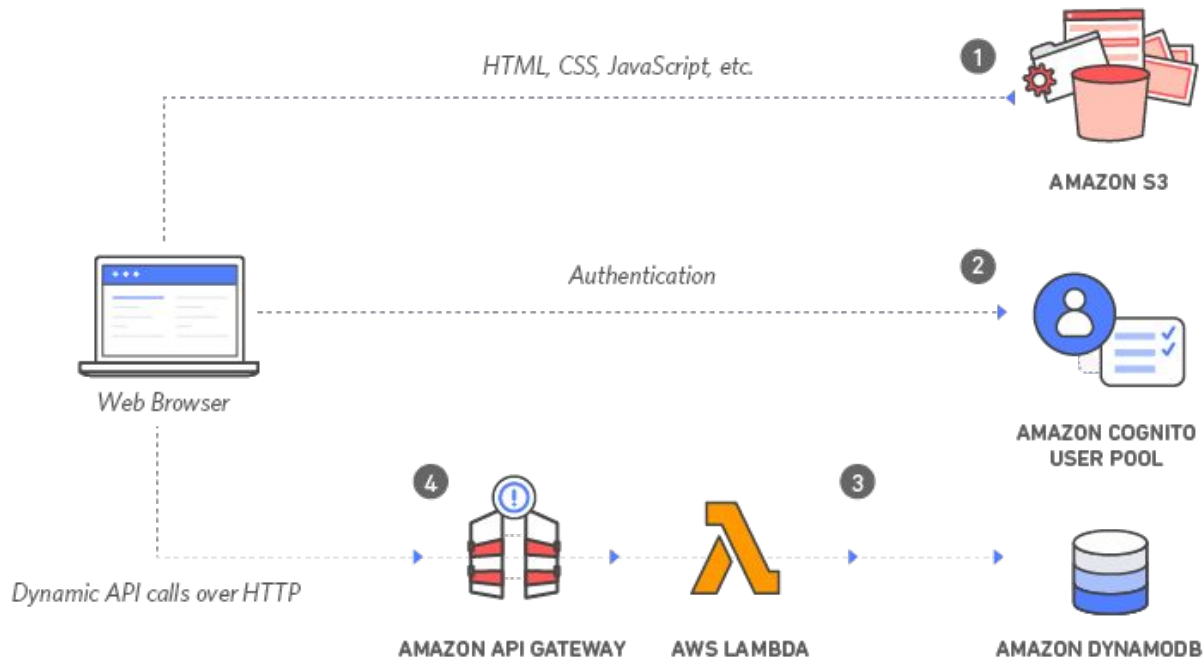 HTML, CSS, JavaScript, etc.
1
AMAZON S3
Authentication
2
Web Browser
AMAZON COGNITO
USER POOL
4
3
Dynamic API calls over HTTP
AMAZON API GATEWAY
AWS LAMBDA
AMAZON DYNAMODB